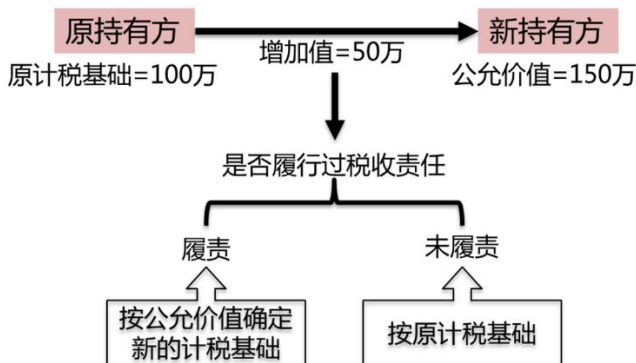 原持有方
新持有方
增加值=50万
原计税基础=100万
公允价值=150万
是否履行过税收责任
履责
未履责
按公允价值确定
新的计税基础
按原计税基础